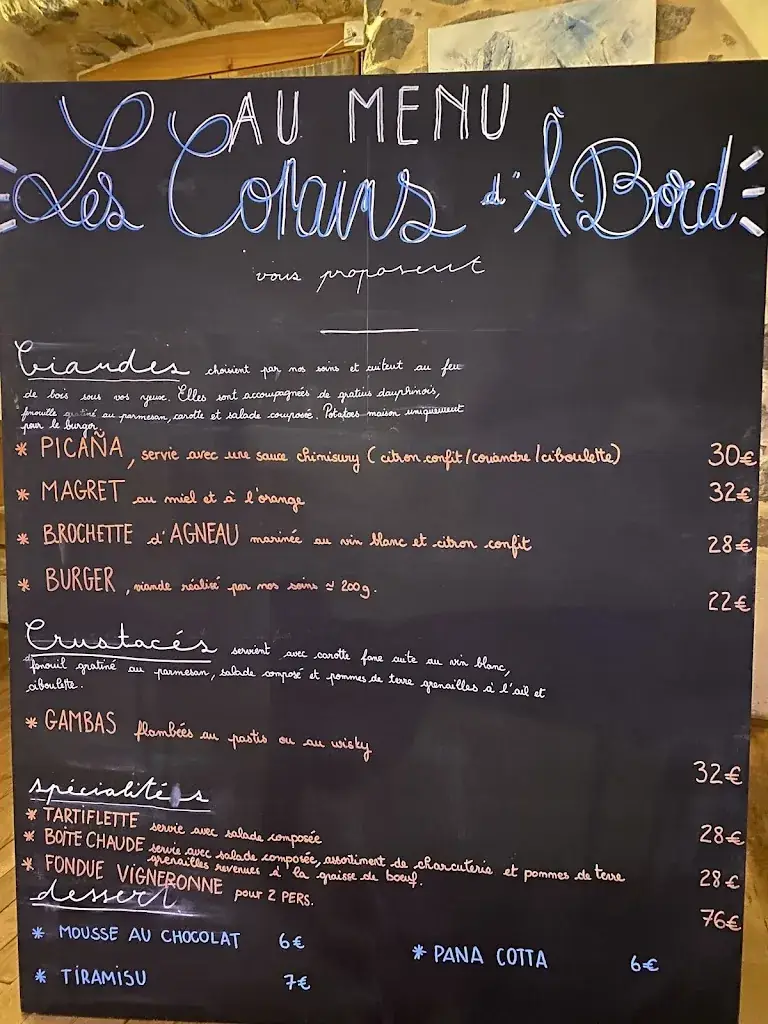 AU MENU
Les Copains d'ABord
vous proposent
Viandes choisient par nos soins et cuitent au feu
de bois sous vos yeux. Elles sont accompagnées de gratins dauphinois,
fenouille gratiné au parmesan, carotte et salade composé. Potatoes maison uniquement
pour le burger.
* PICAÑA, servie avec une sauce chimisury (citron confit/coriandre/ciboulette) 30€
* MAGRET au miel et à l'orange 32€
* BROCHETTE d'AGNEAU marinée au vin blanc et citron confit 28€
* BURGER, viande réalisé par nos soins ≃ 200g. 22€
Crustacés servient avec carotte fane cuite au vin blanc,
fenouil gratiné au parmesan, salade composé et pommes de terre grenailles à l'ail et
ciboulette.
* GAMBAS flambées au pastis ou au wisky 32€
spécialités
* TARTIFLETTE servie avec salade composée 28€
* BOITE CHAUDE servie avec salade composée, assortiment de charcuterie et pommes de terre
grenailles revenues à la graisse de boeuf. 28€
* FONDUE VIGNERONNE pour 2 PERS. 76€
dessert
* MOUSSE AU CHOCOLAT 6€
* PANA COTTA 6€
* TIRAMISU 7€